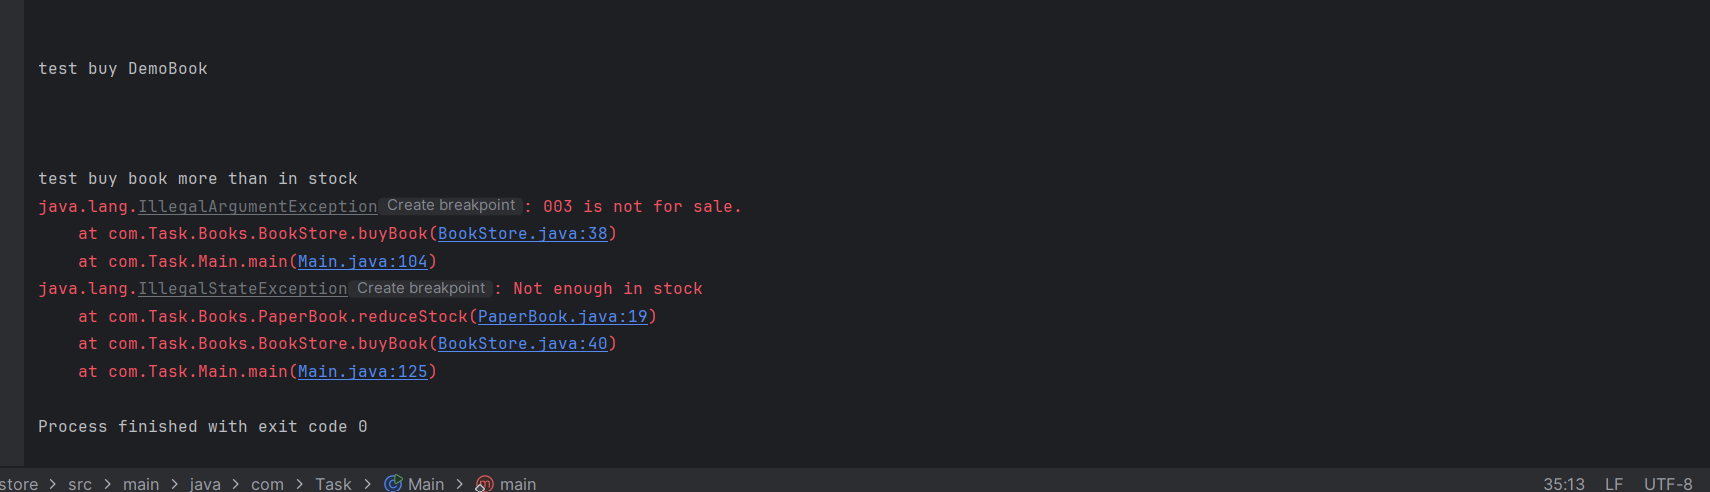 test buy DemoBook
test buy book more than in stock
java.lang.IllegalArgumentException Create breakpoint : 003 is not for sale.
at com.Task.Books.BookStore.buyBook(BookStore.java:38)
at com.Task.Main.main(Main.java:104)
java.lang.IllegalStateException Create breakpoint : Not enough in stock
at com.Task.Books.PaperBook.reduceStock(PaperBook.java:19)
at com.Task.Books.BookStore.buyBook(BookStore.java:40)
at com.Task.Main.main(Main.java:125)
Process finished with exit code 0
store > src > main > java > com > Task > Main > main 35:13 LF UTF-8